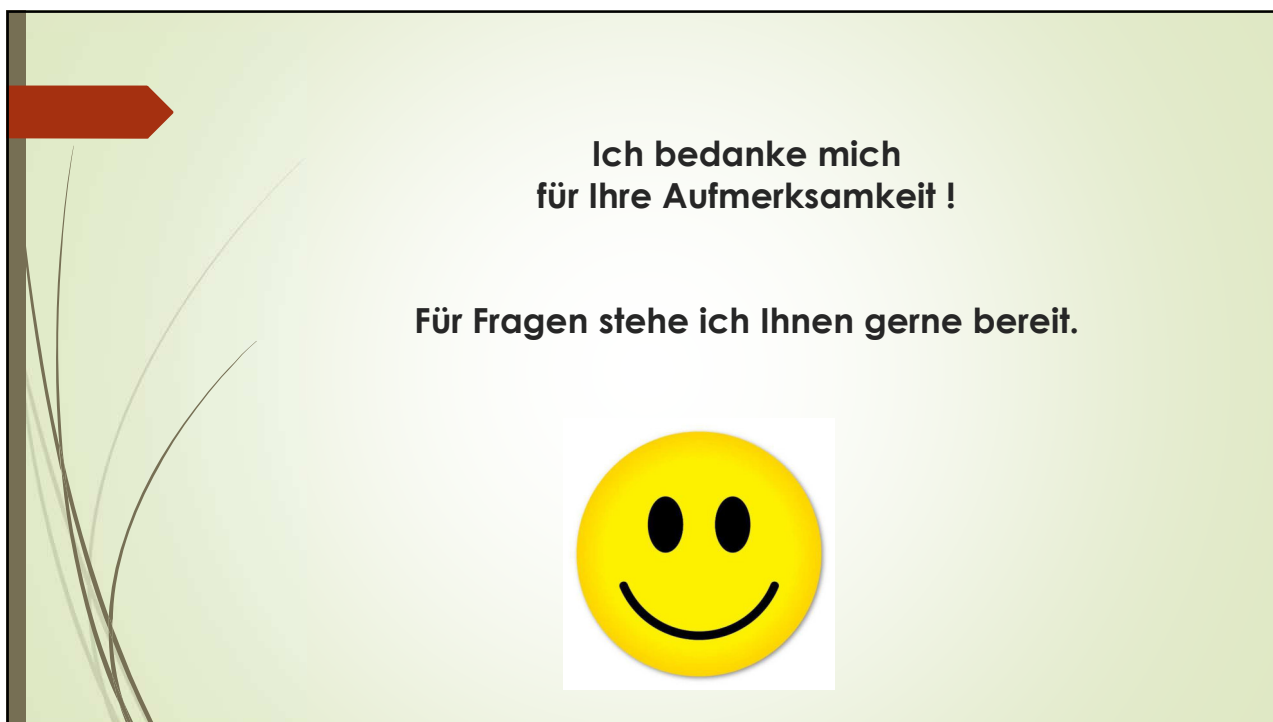 Ich bedanke mich
für Ihre Aufmerksamkeit !
Für Fragen stehe ich Ihnen gerne bereit.